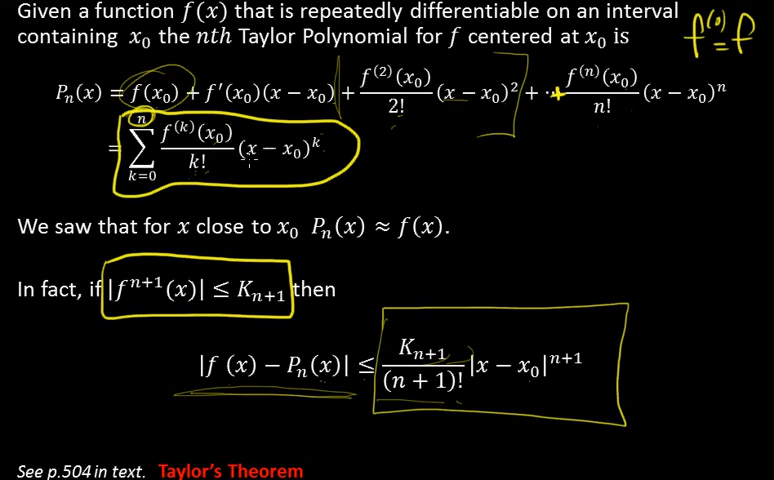 Given a function f(x) that is repeatedly differentiable on an interval
containing x₀ the nth Taylor Polynomial for f centered at x₀ is
f⁽⁰⁾ = f
Pₙ(x) = f(x₀) + f′(x₀)(x − x₀) + f⁽²⁾(x₀)/2! (x − x₀)² + ⋯ + f⁽ⁿ⁾(x₀)/n! (x − x₀)ⁿ
= ∑ₖ₌₀ⁿ f⁽ᵏ⁾(x₀)/k! (x − x₀)ᵏ
We saw that for x close to x₀ Pₙ(x) ≈ f(x).
In fact, if |fⁿ⁺¹(x)| ≤ Kₙ₊₁ then
|f (x) − Pₙ(x)| ≤ Kₙ₊₁/(n + 1)! |x − x₀|ⁿ⁺¹
See p.504 in text. Taylor's Theorem